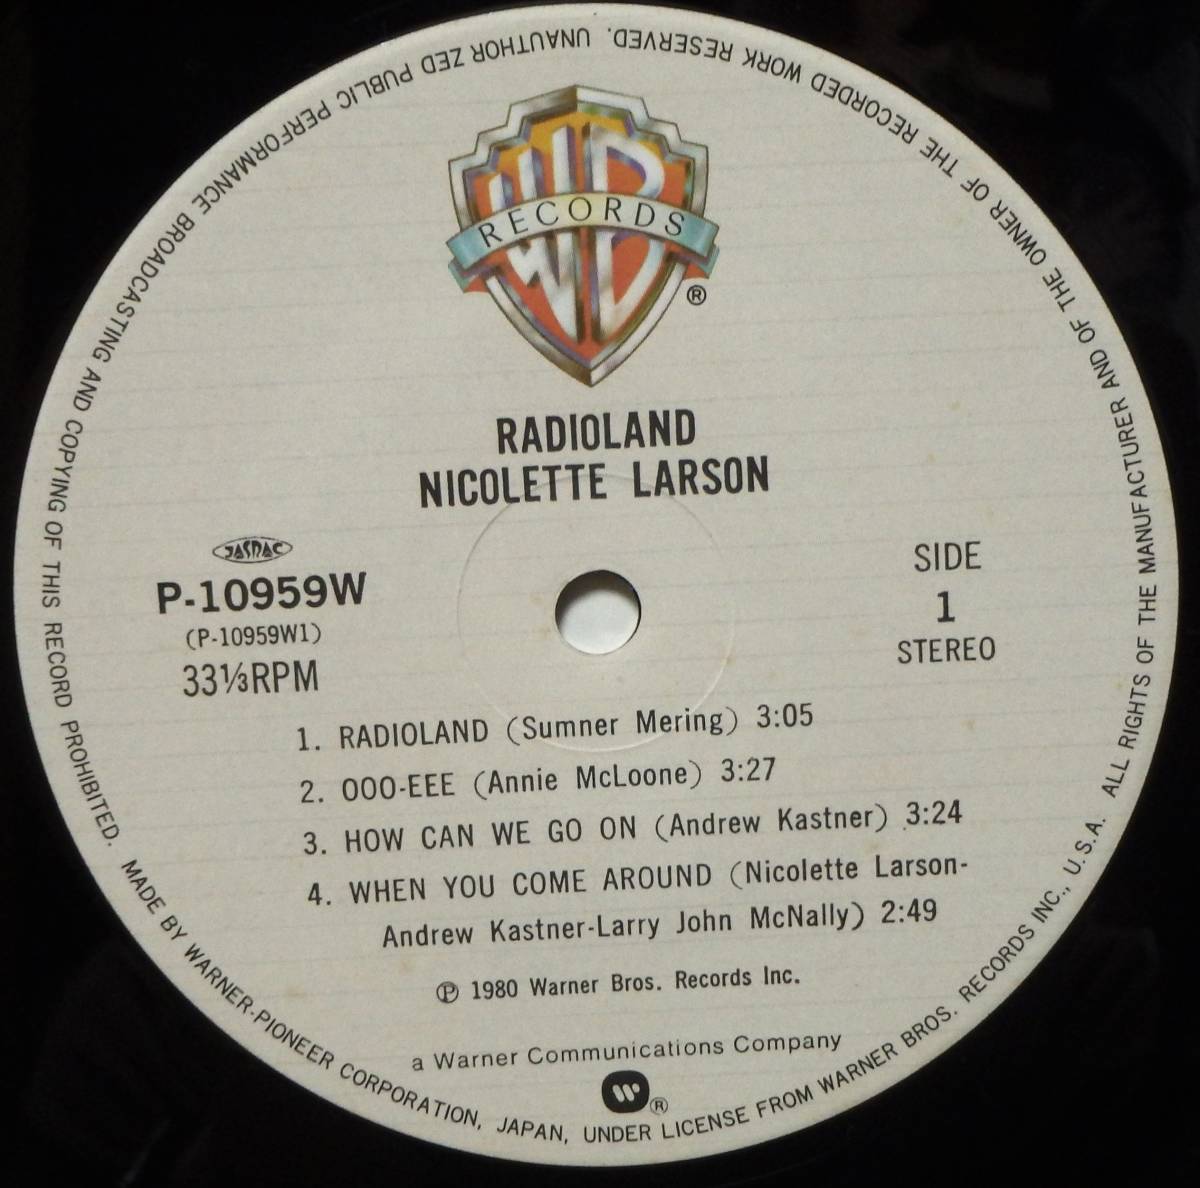 WB
RECORDS
®
RADIOLAND
NICOLETTE LARSON
JASRAC
P-10959W
(P-10959W1)
33⅓RPM
SIDE
1
STEREO
1. RADIOLAND (Sumner Mering) 3:05
2. OOO-EEE (Annie McLoone) 3:27
3. HOW CAN WE GO ON (Andrew Kastner) 3:24
4. WHEN YOU COME AROUND (Nicolette Larson-
Andrew Kastner-Larry John McNally) 2:49
Ⓟ 1980 Warner Bros. Records Inc.
a Warner Communications Company
®
MADE BY WARNER-PIONEER CORPORATION, JAPAN, UNDER LICENSE FROM WARNER BROS. RECORDS INC., U.S.A. ALL RIGHTS OF THE MANUFACTURER AND OF THE OWNER OF THE RECORDED WORK RESERVED. UNAUTHOR ZED PUBLIC PERFORMANCE BROADCASTING AND COPYING OF THIS RECORD PROHIBITED.